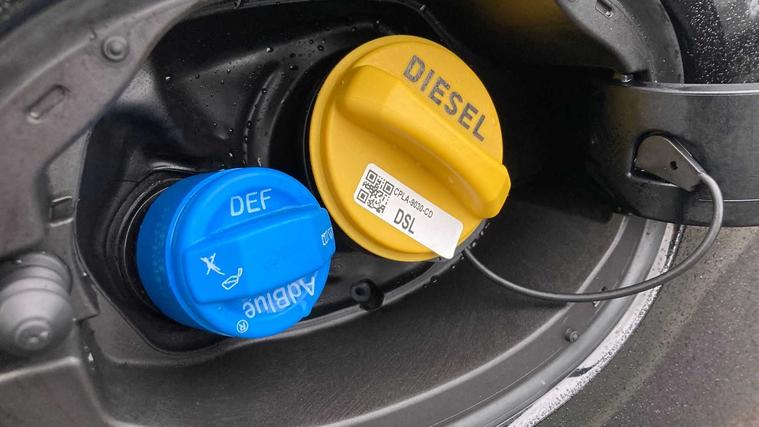 DIESEL
CPLA-9030-CD
DSL
DEF
AdBlue®